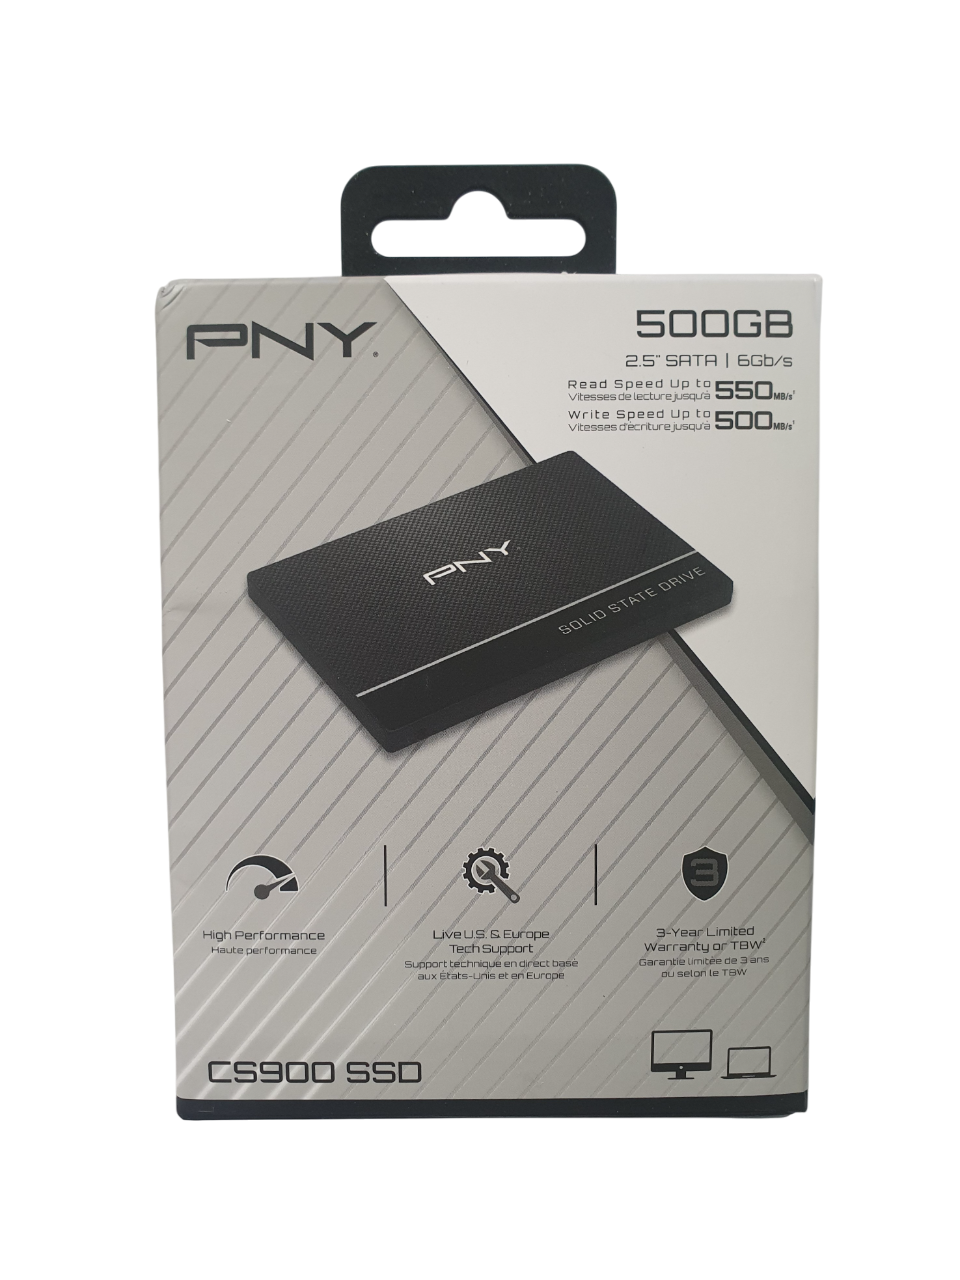 PNY®
500GB
2.5" SATA | 6Gb/s
Read Speed Up to 550MB/s¹
Vitesses de lecture jusqu'à
Write Speed Up to 500MB/s¹
Vitesses d'écriture jusqu'à
PNY
SOLID STATE DRIVE
3
High Performance
Haute performance
Live U.S. & Europe
Tech Support
Support technique en direct basé
aux États-Unis et en Europe
3-Year Limited
Warranty or TBW²
Garantie limitée de 3 ans
ou selon le TBW
CS900 SSD